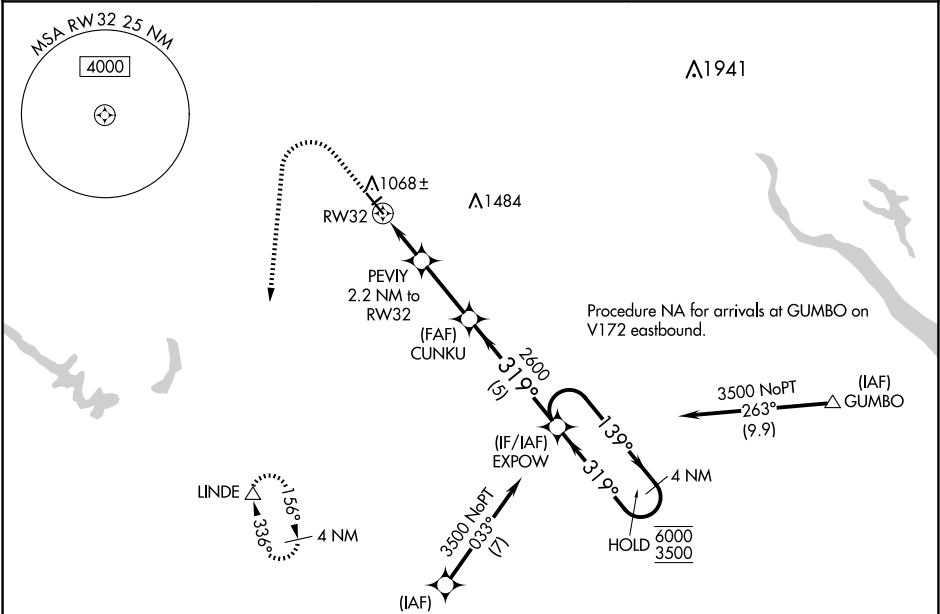 MSA RW32 25 NM
4000
1941
1068±
1484
RW32
PEVIY
2.2 NM to
RW32
(FAF)
CUNKU
Procedure NA for arrivals at GUMBO on
V172 eastbound.
2600
319°
(5)
3500 NoPT
263°
(9.9)
(IAF)
GUMBO
(IF/IAF)
EXPOW
139°
319°
4 NM
HOLD
6000
3500
LINDE
156°
336°
4 NM
3500 NoPT
033°
(7)
(IAF)